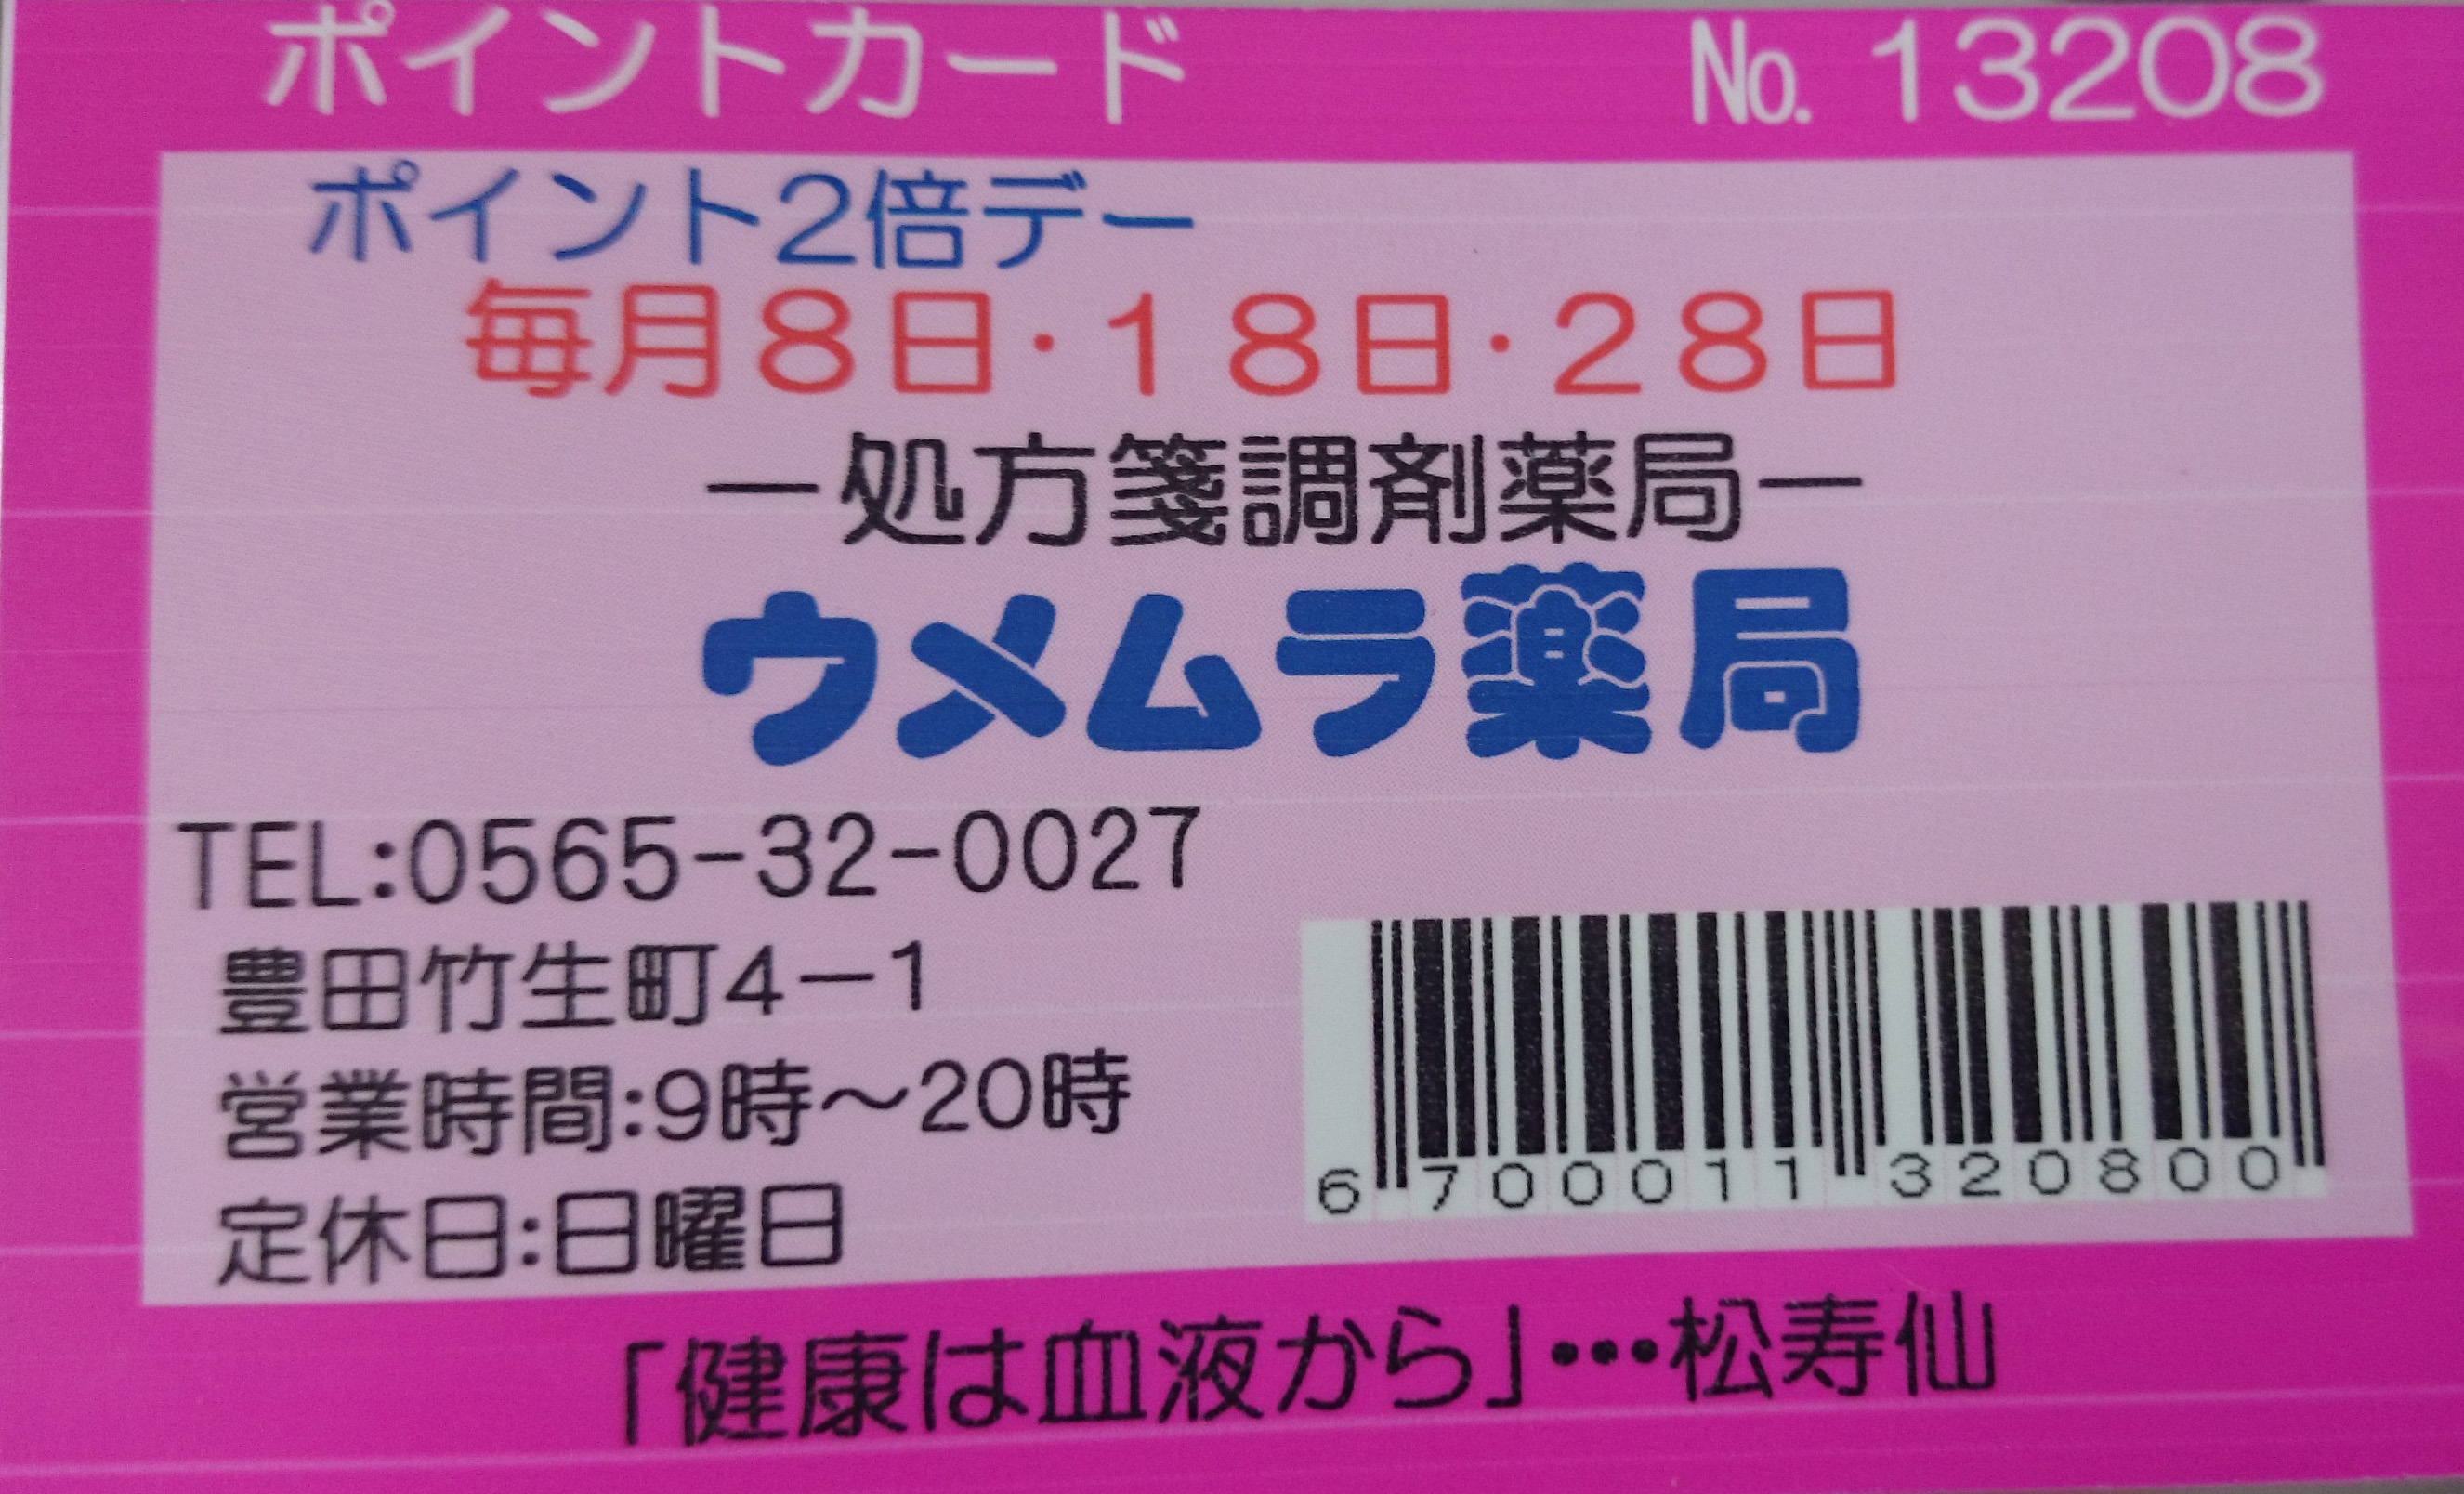 ポイントカード No. 13208
ポイント2倍デー
毎月8日・18日・28日
―処方箋調剤薬局―
ウメムラ薬局
TEL:0565-32-0027
豊田竹生町4－1
営業時間:9時～20時
定休日:日曜日
6 700011 320800
「健康は血液から」・・・松寿仙